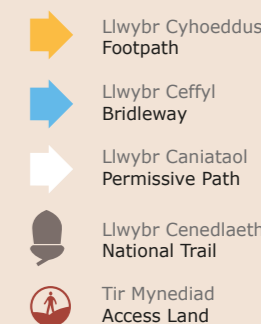 Llwybr Cyhoeddus
Footpath
Llwybr Ceffyl
Bridleway
Llwybr Caniataol
Permissive Path
Llwybr Cenedlaeth
National Trail
Tir Mynediad
Access Land